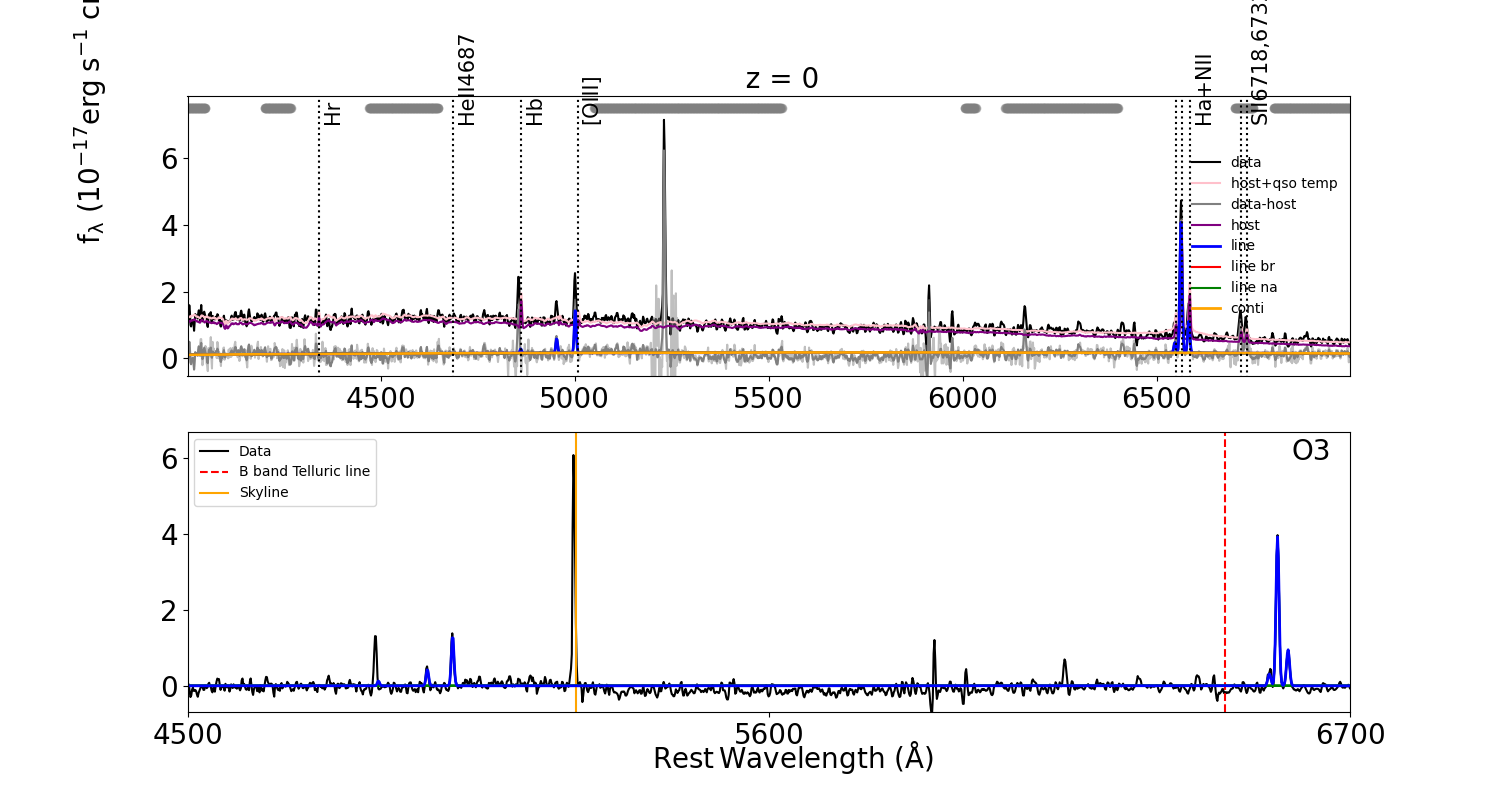 z = 0
f_λ (10^−17 erg s^−1
Hr
HeII4687
Hb
[OIII]
Ha+NII
SII6718,673
6
4
2
0
data
host+qso temp
data-host
host
line
line br
line na
conti
4500
5000
5500
6000
6500
O3
Data
B band Telluric line
Skyline
6
4
2
0
4500
5600
6700
Rest Wavelength (Å)